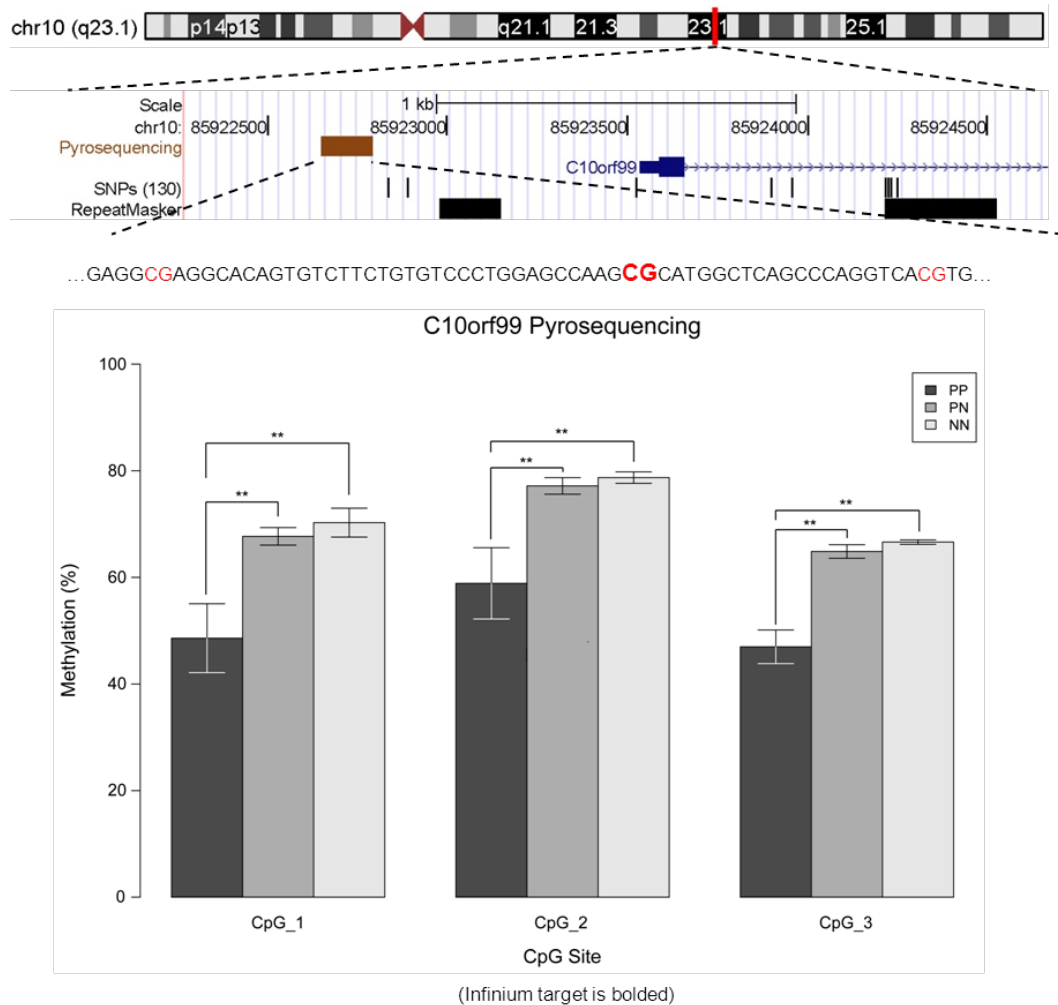 chr10 (q23.1) p14 p13 q21.1 21.3 23.1 25.1
Scale 1 kb
chr10: 85922500 85923000 85923500 85924000 85924500
Pyrosequencing
C10orf99
SNPs (130)
RepeatMasker
...GAGGCGAGGCACAGTGTCTTCTGTGTCCCTGGAGCCAAGCGCATGGCTCAGCCCAGGTCACGTG...
C10orf99 Pyrosequencing
100
80
60
40
20
0
Methylation (%)
PP
PN
NN
** **
** **
** **
CpG_1 CpG_2 CpG_3
CpG Site
(Infinium target is bolded)